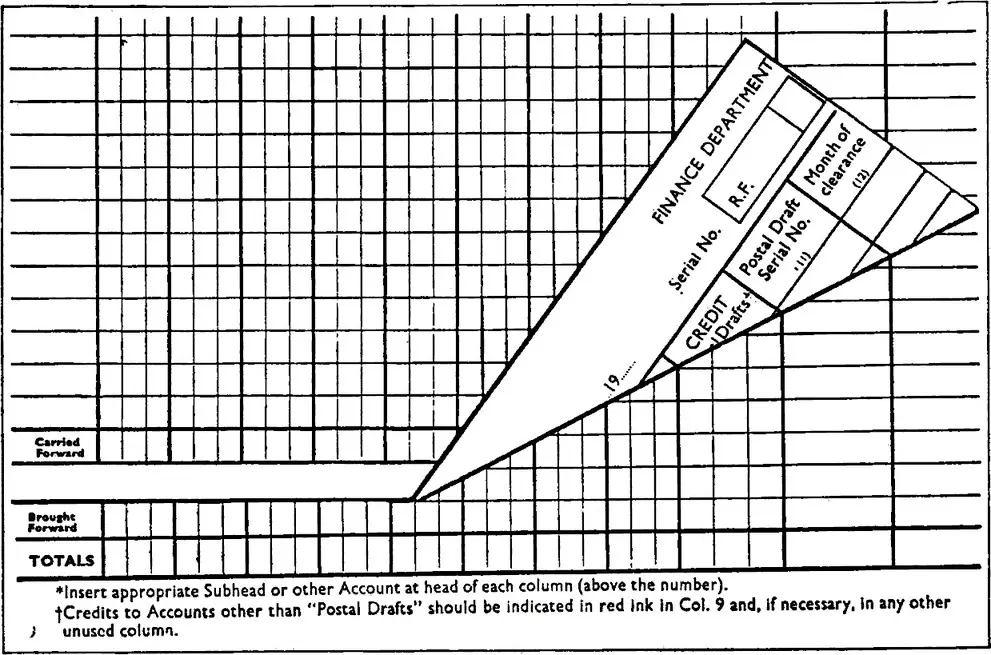 FINANCE DEPARTMENT
R.F.
Serial No.
19........
Month of
clearance
(12)
Postal Draft
Serial No.
(11)
CREDIT
l Drafts†
Carried
Forward
Brought
Forward
TOTALS
*Insert appropriate Subhead or other Account at head of each column (above the number).
†Credits to Accounts other than "Postal Drafts" should be indicated in red ink in Col. 9 and, if necessary, in any other
unused column.